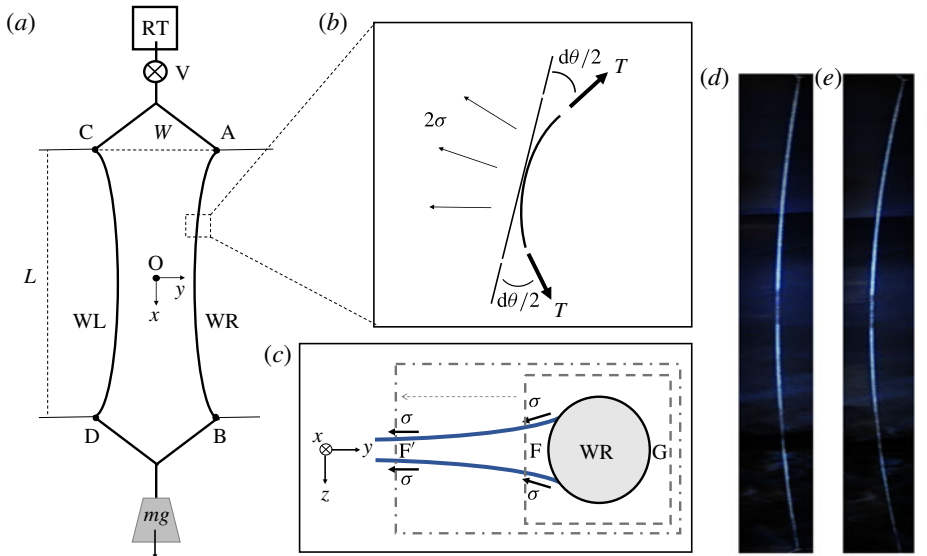 (a)
RT
V
C
W
A
L
O
y
x
WL
WR
D
B
mg
(b)
dθ/2
T
2σ
dθ/2
T
(c)
σ
σ
x
y
z
F′
F
WR
G
σ
σ
(d)
(e)